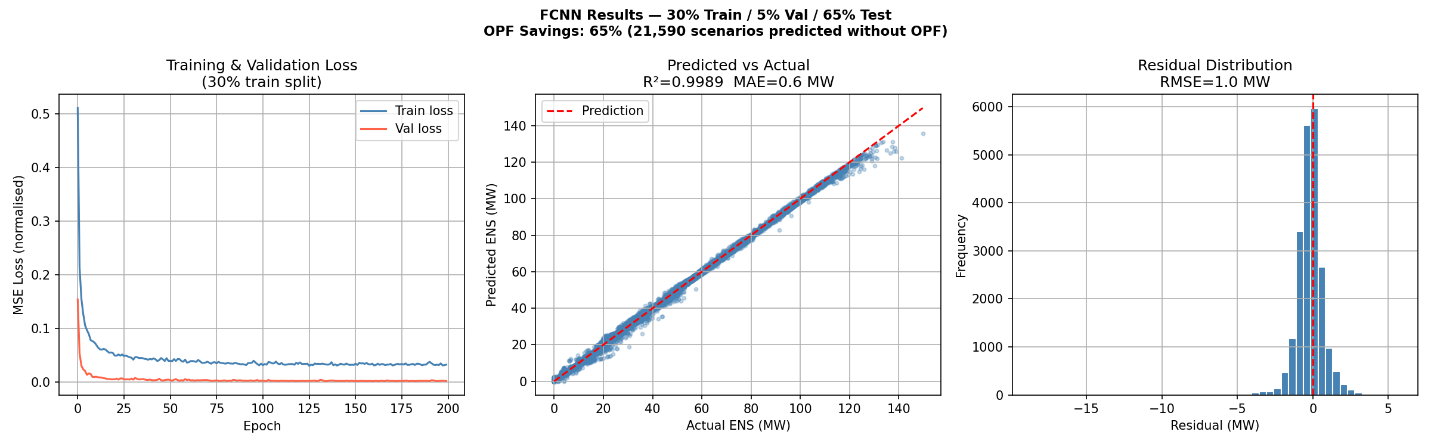 FCNN Results — 30% Train / 5% Val / 65% Test
OPF Savings: 65% (21,590 scenarios predicted without OPF)
Training & Validation Loss
(30% train split)
MSE Loss (normalised)
0.5
0.4
0.3
0.2
0.1
0.0
Train loss
Val loss
0 25 50 75 100 125 150 175 200
Epoch
Predicted vs Actual
R²=0.9989 MAE=0.6 MW
Predicted ENS (MW)
140
120
100
80
60
40
20
0
Prediction
0 20 40 60 80 100 120 140
Actual ENS (MW)
Residual Distribution
RMSE=1.0 MW
Frequency
6000
5000
4000
3000
2000
1000
0
−15 −10 −5 0 5
Residual (MW)